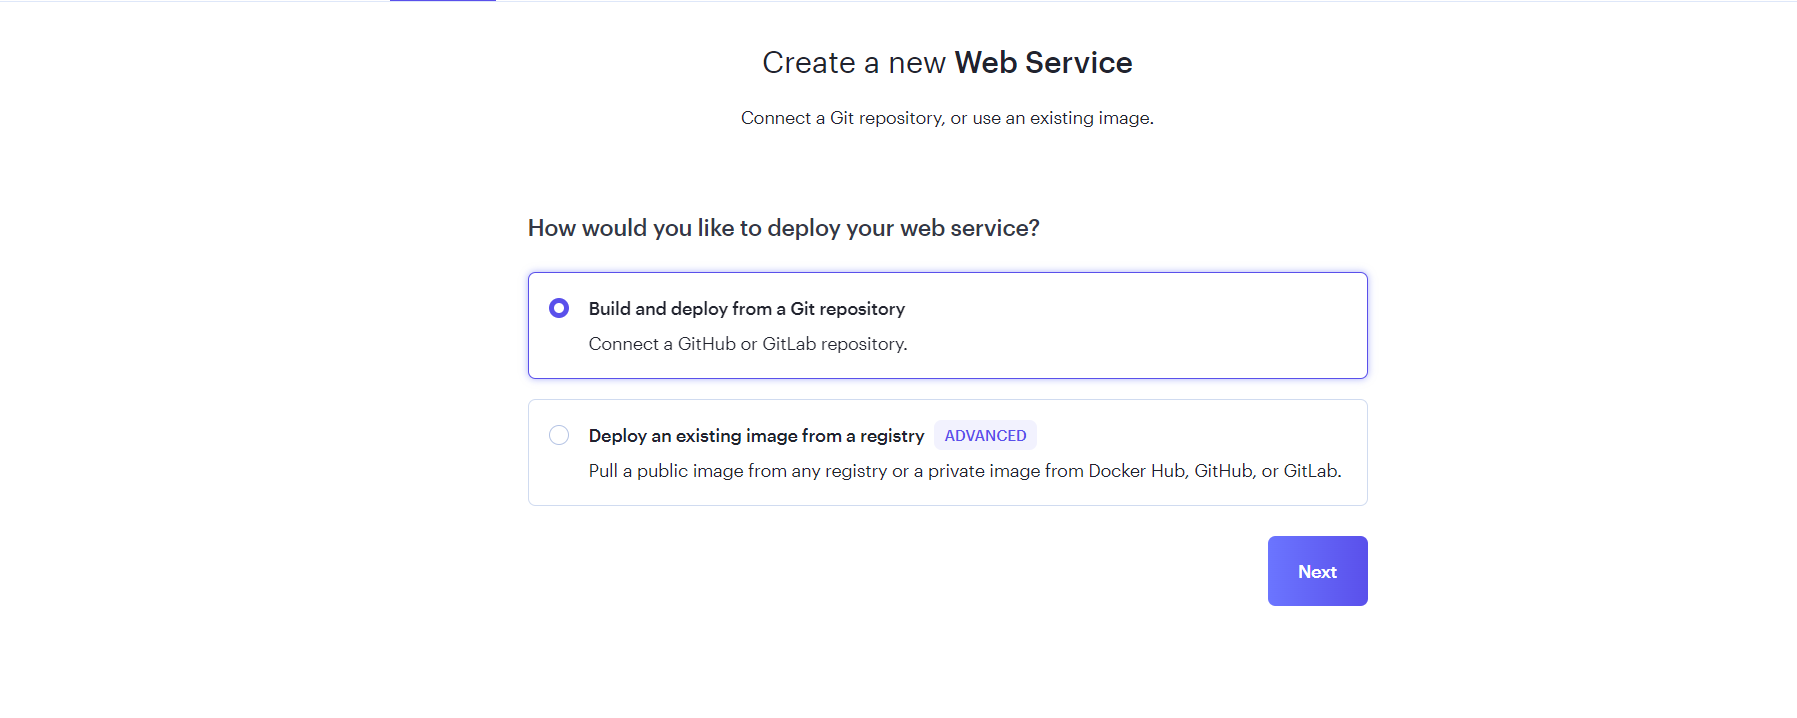 Create a new Web Service
Connect a Git repository, or use an existing image.
How would you like to deploy your web service?
Build and deploy from a Git repository
Connect a GitHub or GitLab repository.
Deploy an existing image from a registry ADVANCED
Pull a public image from any registry or a private image from Docker Hub, GitHub, or GitLab.
Next